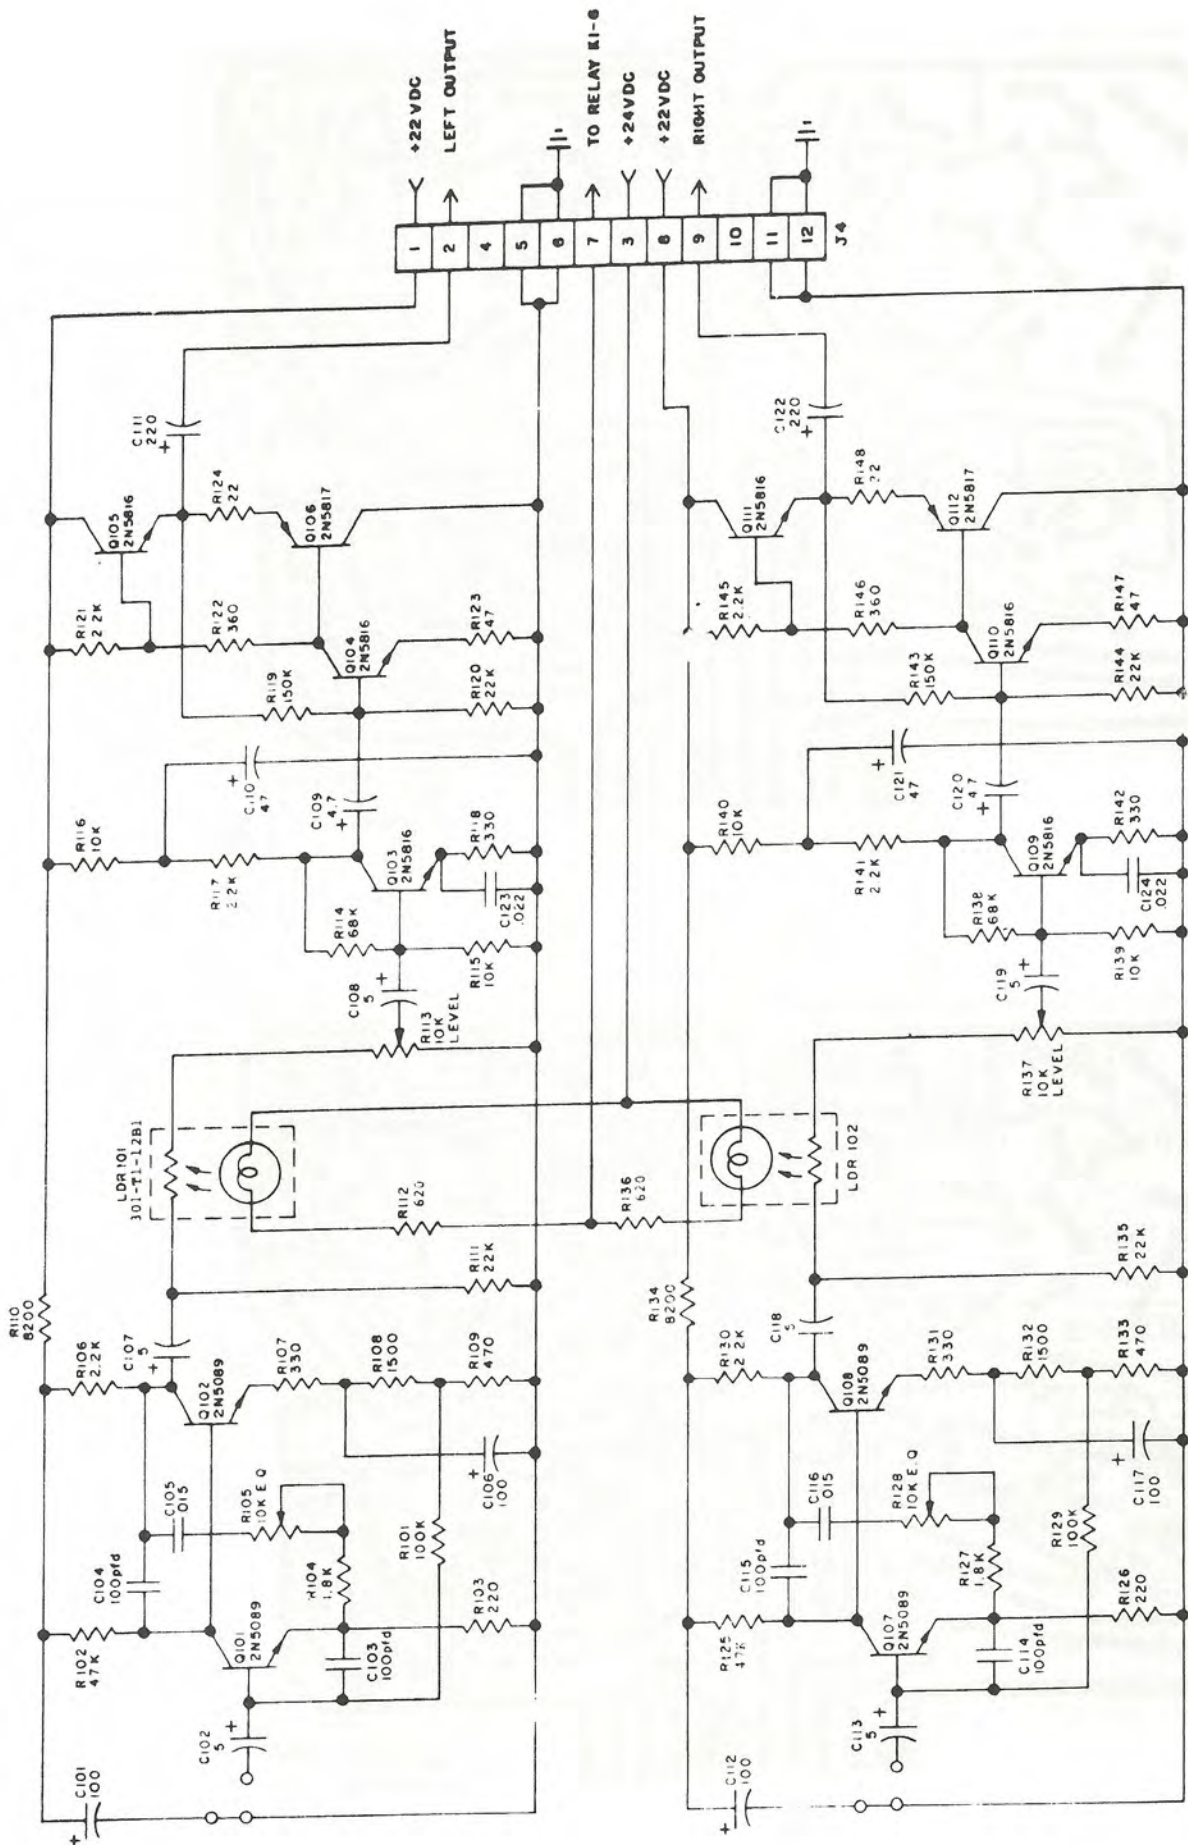 +22VDC
LEFT OUTPUT
TO RELAY K1-6
+24VDC
+22VDC
RIGHT OUTPUT
1
2
4
5
6
7
3
8
9
10
11
12
J4
C111
220
+
Q105
2N5816
R124
22
Q106
2N5817
R121
2.2K
R122
360
Q104
2N5816
R123
47
R119
150K
R120
22K
R116
10K
+
C110
47
C109
4.7
+
R117
2.2K
Q103
2N5816
R118
330
R114
68K
C123
.022
R115
10K
C108
5
+
R113
10K
LEVEL
LDR101
301-T1-12B1
R112
620
R111
22K
R110
8200
R106
2.2K
C107
5
+
Q102
2N5089
R107
330
R108
1500
R109
470
C105
.015
R105
10K E.Q
+
C106
100
C104
100pfd
R104
1.8K
R101
100K
R102
47K
Q101
2N5089
C103
100pfd
R103
220
C102
5
+
C101
100
+
C122
220
+
Q111
2N5816
R148
22
Q112
2N5817
R145
2.2K
R146
360
Q110
2N5816
R147
47
R143
150K
R144
22K
R140
10K
+
C121
47
C120
4.7
+
R141
2.2K
Q109
2N5816
R142
330
R138
68K
C124
.022
R139
10K
C119
5
+
R137
10K
LEVEL
LDR 102
R136
620
R135
22K
R134
8200
R130
2.2K
C118
5
Q108
2N5089
R131
330
R132
1500
R133
470
C116
.015
R128
10K E.Q
+
C117
100
C115
100pfd
R127
1.8K
R129
100K
R125
47K
Q107
2N5089
C114
100pfd
R126
220
C113
5
+
C112
100
+